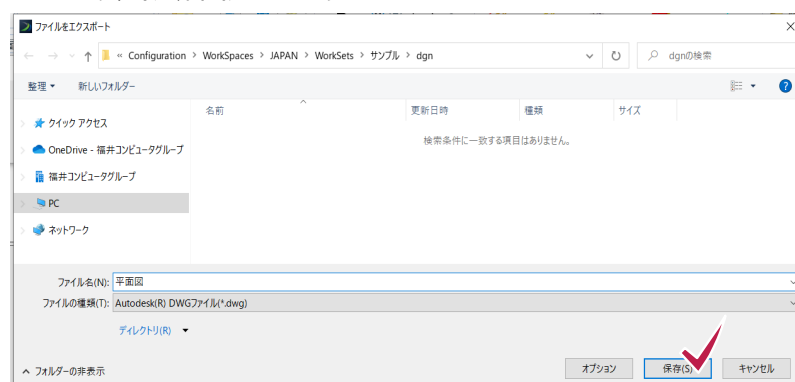 ファイルをエクスポート
« Configuration › WorkSpaces › JAPAN › WorkSets › サンプル › dgn
dgnの検索
整理 新しいフォルダー
名前 更新日時 種類 サイズ
検索条件に一致する項目はありません。
クイック アクセス
OneDrive - 福井コンピュータグループ
福井コンピュータグループ
PC
ネットワーク
ファイル名(N): 平面図
ファイルの種類(T): Autodesk(R) DWGファイル(*.dwg)
ディレクトリ(R)
フォルダーの非表示 オプション 保存(S) キャンセル